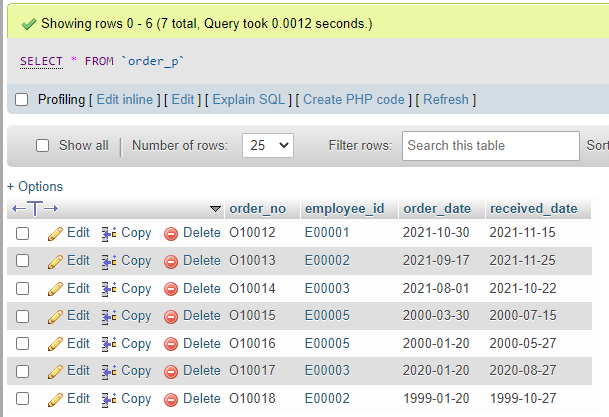 Showing rows 0 - 6 (7 total, Query took 0.0012 seconds.)
SELECT * FROM `order_p`
Profiling [ Edit inline ] [ Edit ] [ Explain SQL ] [ Create PHP code ] [ Refresh ]
Show all Number of rows: 25 Filter rows: Search this table Sort
+ Options
←T→ order_no employee_id order_date received_date
Edit Copy Delete O10012 E00001 2021-10-30 2021-11-15
Edit Copy Delete O10013 E00002 2021-09-17 2021-11-25
Edit Copy Delete O10014 E00003 2021-08-01 2021-10-22
Edit Copy Delete O10015 E00005 2000-03-30 2000-07-15
Edit Copy Delete O10016 E00005 2000-01-20 2000-05-27
Edit Copy Delete O10017 E00003 2020-01-20 2020-08-27
Edit Copy Delete O10018 E00002 1999-01-20 1999-10-27